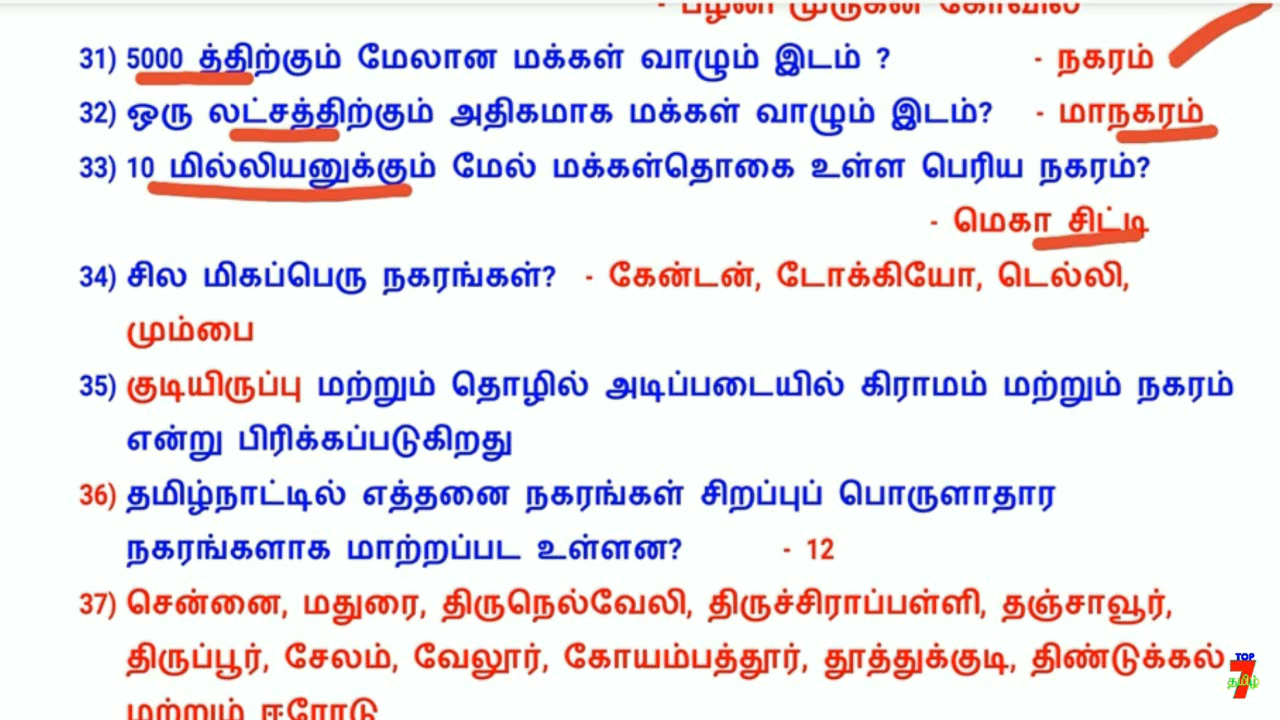 - பழனி முருகன் கோவில்
31) 5000 த்திற்கும் மேலான மக்கள் வாழும் இடம் ? - நகரம்
32) ஒரு லட்சத்திற்கும் அதிகமாக மக்கள் வாழும் இடம்? - மாநகரம்
33) 10 மில்லியனுக்கும் மேல் மக்கள்தொகை உள்ள பெரிய நகரம்?
- மெகா சிட்டி
34) சில மிகப்பெரு நகரங்கள்? - கேன்டன், டோக்கியோ, டெல்லி,
மும்பை
35) குடியிருப்பு மற்றும் தொழில் அடிப்படையில் கிராமம் மற்றும் நகரம்
என்று பிரிக்கப்படுகிறது
36) தமிழ்நாட்டில் எத்தனை நகரங்கள் சிறப்புப் பொருளாதார
நகரங்களாக மாற்றப்பட உள்ளன? - 12
37) சென்னை, மதுரை, திருநெல்வேலி, திருச்சிராப்பள்ளி, தஞ்சாவூர்,
திருப்பூர், சேலம், வேலூர், கோயம்பத்தூர், தூத்துக்குடி, திண்டுக்கல்
மற்றும் ஈரோடு
TOP
7
தமிழ்